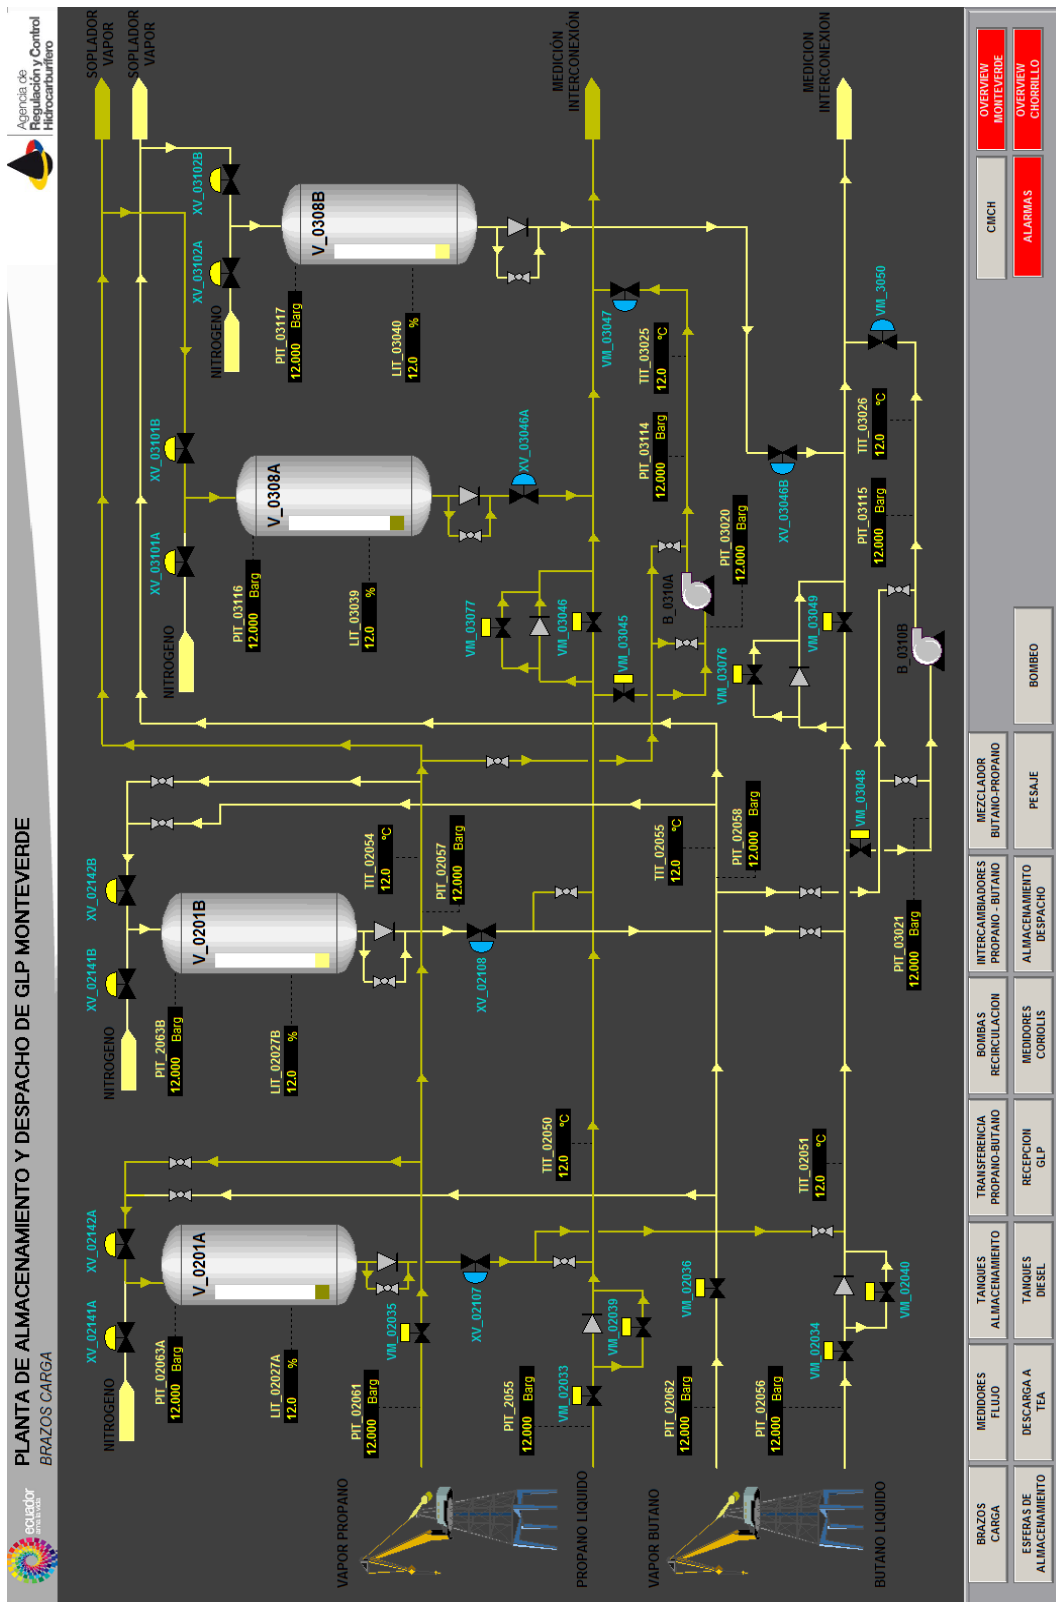 ecuador
ama la vida
PLANTA DE ALMACENAMIENTO Y DESPACHO DE GLP MONTEVERDE
BRAZOS CARGA
Agencia de
Regulación y Control
Hidrocarburífero
SOPLADOR
VAPOR
SOPLADOR
VAPOR
NITROGENO
XV_02141A
XV_02142A
V_0201A
PIT_02063A
12.000 Barg
LIT_02027A
12.0 %
NITROGENO
XV_02141B
XV_02142B
V_0201B
PIT_2063B
12.000 Barg
LIT_02027B
12.0 %
NITROGENO
XV_03101A
XV_03101B
V_0308A
PIT_03116
12.000 Barg
LIT_03039
12.0 %
NITROGENO
XV_03102A
XV_03102B
V_0308B
PIT_03117
12.000 Barg
LIT_03040
12.0 %
VAPOR PROPANO
PIT_02061
12.000 Barg
VM_02035
XV_02107
TIT_02054
12.0 ºC
PIT_02057
12.000 Barg
XV_02108
XV_03046A
VM_03077
VM_03046
VM_03045
MEDICIÓN
INTERCONEXIÓN
PROPANO LIQUIDO
PIT_2055
12.000 Barg
VM_02033
VM_02039
TIT_02050
12.0 ºC
VM_03047
PIT_03114
12.000 Barg
TIT_03025
12.0 ºC
B_0310A
PIT_03020
12.000 Barg
VAPOR BUTANO
PIT_02062
12.000 Barg
VM_02036
TIT_02055
12.0 ºC
PIT_02058
12.000 Barg
VM_03076
VM_03049
XV_03046B
MEDICION
INTERCONEXION
BUTANO LIQUIDO
PIT_02056
12.000 Barg
VM_02034
VM_02040
TIT_02051
12.0 ºC
VM_03048
PIT_03021
12.000 Barg
B_0310B
PIT_03115
12.000 Barg
TIT_03026
12.0 ºC
VM_3050
BRAZOS
CARGA
MEDIDORES
FLUJO
TANQUES
ALMACENAMIENTO
TRANSFERENCIA
PROPANO-BUTANO
BOMBAS
RECIRCULACION
INTERCAMBIADORES
PROPANO - BUTANO
MEZCLADOR
BUTANO-PROPANO
CMCH
OVERVIEW
MONTEVERDE
ESFERAS DE
ALMACENAMIENTO
DESCARGA A
TEA
TANQUES
DIESEL
RECEPCION
GLP
MEDIDORES
CORIOLIS
ALMACENAMIENTO
DESPACHO
PESAJE
BOMBEO
ALARMAS
OVERVIEW
CHORRILLO